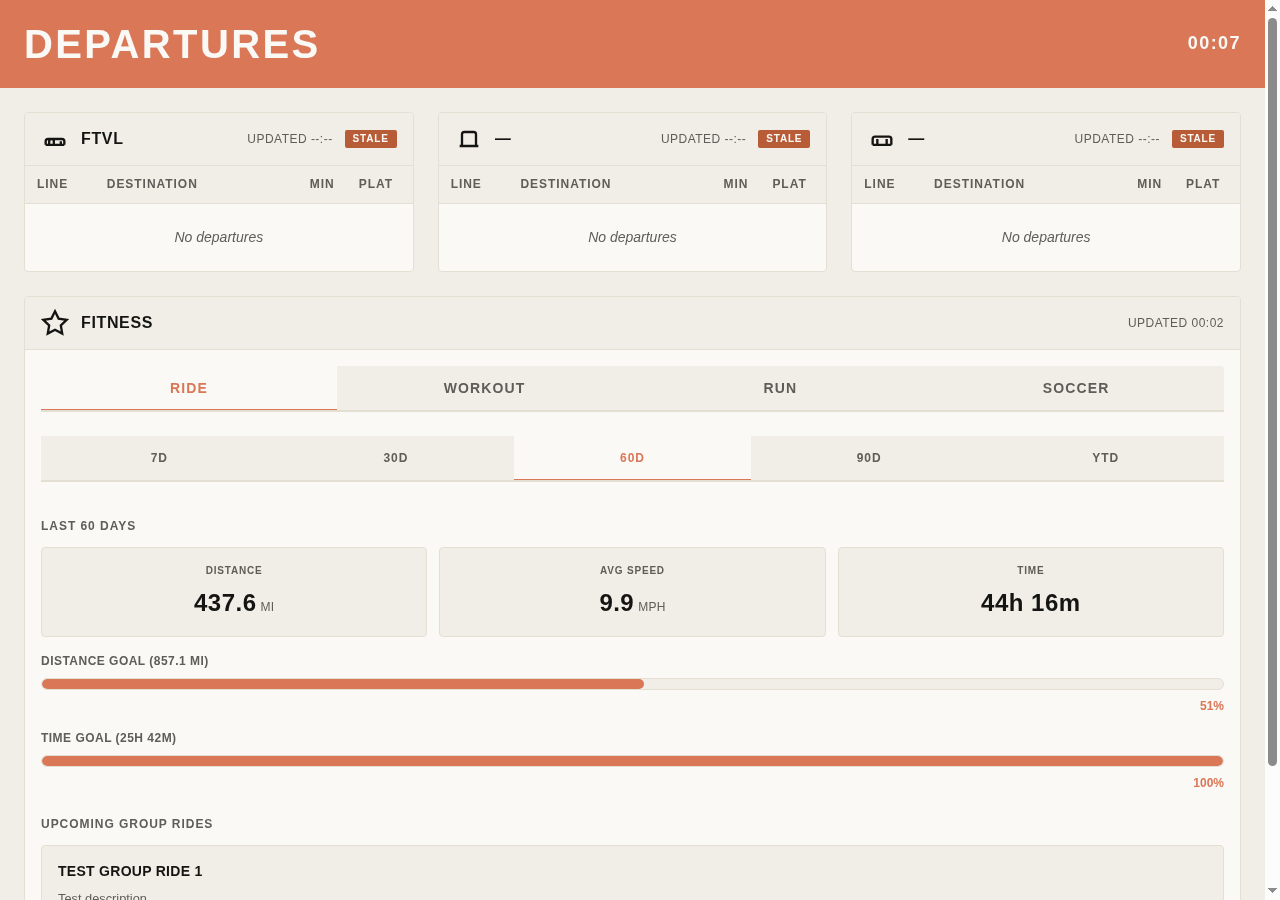 DEPARTURES
00:07
FTVL UPDATED --:-- STALE
LINE DESTINATION MIN PLAT
No departures
— UPDATED --:-- STALE
LINE DESTINATION MIN PLAT
No departures
— UPDATED --:-- STALE
LINE DESTINATION MIN PLAT
No departures
FITNESS UPDATED 00:02
RIDE WORKOUT RUN SOCCER
7D 30D 60D 90D YTD
LAST 60 DAYS
DISTANCE
437.6 MI
AVG SPEED
9.9 MPH
TIME
44h 16m
DISTANCE GOAL (857.1 MI)
51%
TIME GOAL (25H 42M)
100%
UPCOMING GROUP RIDES
TEST GROUP RIDE 1
Test description